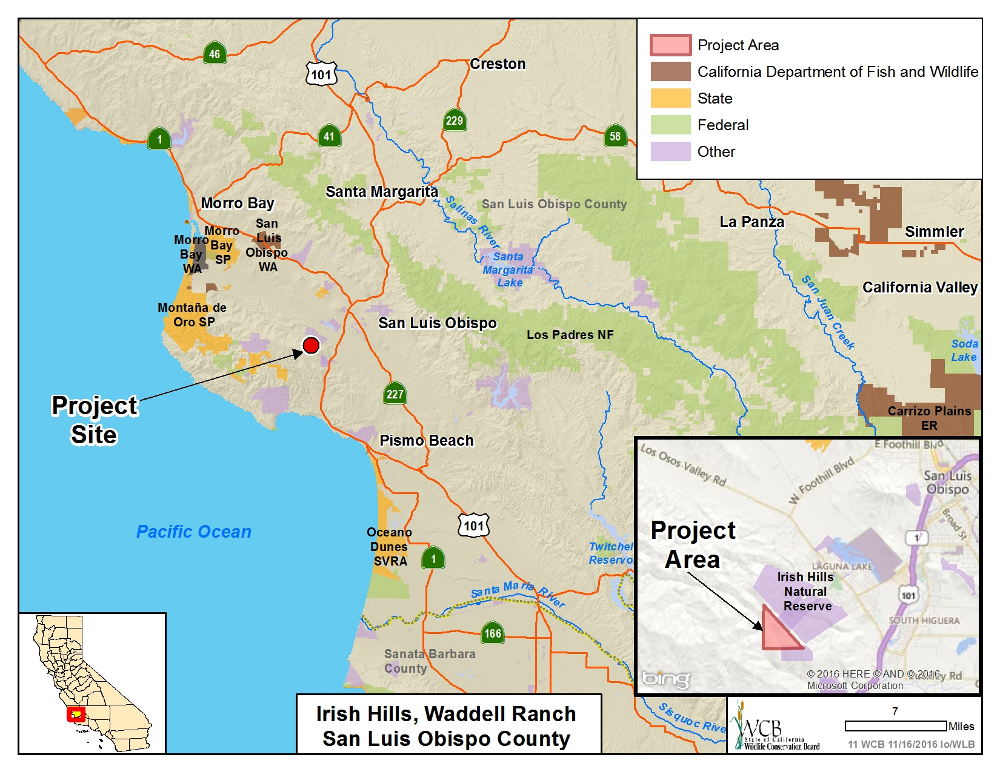 Project Area
California Department of Fish and Wildlife
State
Federal
Other
46
101
Creston
229
41
58
1
Santa Margarita
Morro Bay
San Luis Obispo County
Salinas River
La Panza
Simmler
San
Luis
Obispo
WA
Morro
Bay
SP
Morro
Bay
WA
Santa
Margarita
Lake
San Juan Creek
California Valley
Montaña de
Oro SP
San Luis Obispo
Los Padres NF
Soda
Lake
Project
Site
227
Carrizo Plains
ER
Pismo Beach
Pacific Ocean
101
Oceano
Dunes
SVRA
1
Twitchel
Reservo
Santa Maria River
166
Sanata Barbara
County
Sisquoc Rive
E Foothill Blvd
Los Osos Valley Rd
W Foothill Blvd
San Luis
Obispo
Broad St
Project
Area
1
LAGUNA LAKE
Irish Hills
Natural
Reserve
101
SOUTH HIGUERA
bing™
© 2016 HERE © AND © 2016
Microsoft Corporation
Irish Hills, Waddell Ranch
San Luis Obispo County
WCB
State of California
Wildlife Conservation Board
7
Miles
11 WCB 11/16/2016 lo/WLB